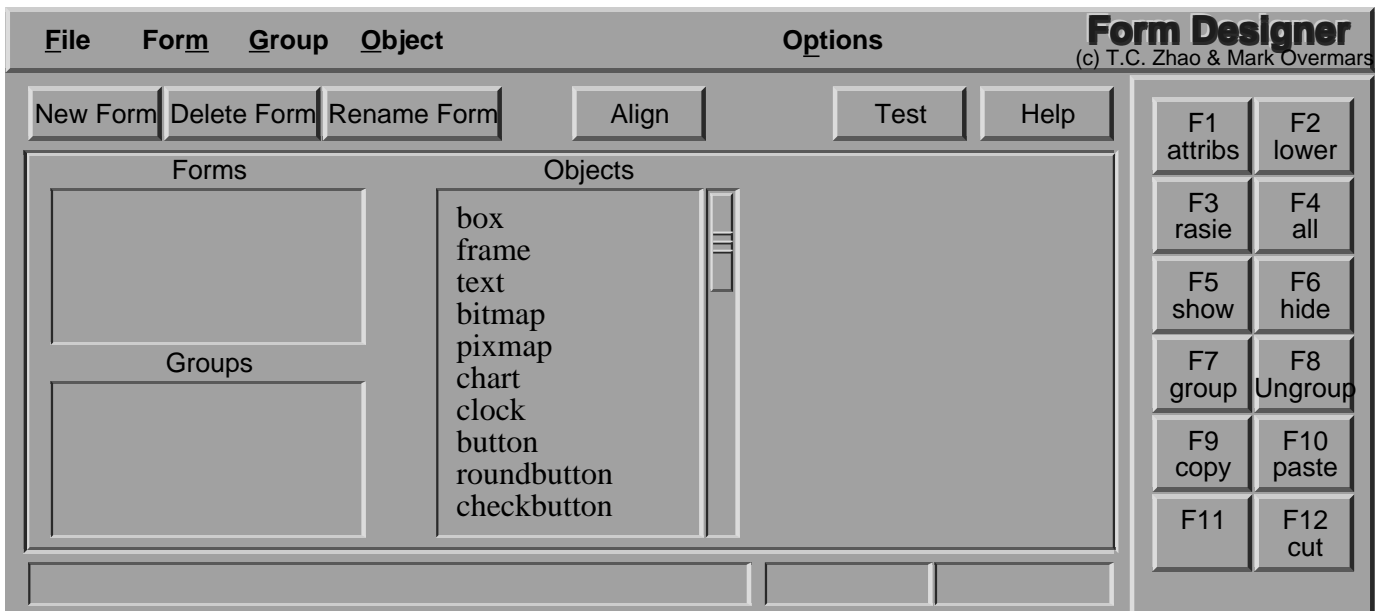 File Form Group Object Options Form Designer
(c) T.C. Zhao & Mark Overmars
New Form Delete Form Rename Form Align Test Help
Forms
Groups
Objects
box
frame
text
bitmap
pixmap
chart
clock
button
roundbutton
checkbutton
F1
attribs
F2
lower
F3
rasie
F4
all
F5
show
F6
hide
F7
group
F8
Ungroup
F9
copy
F10
paste
F11
F12
cut